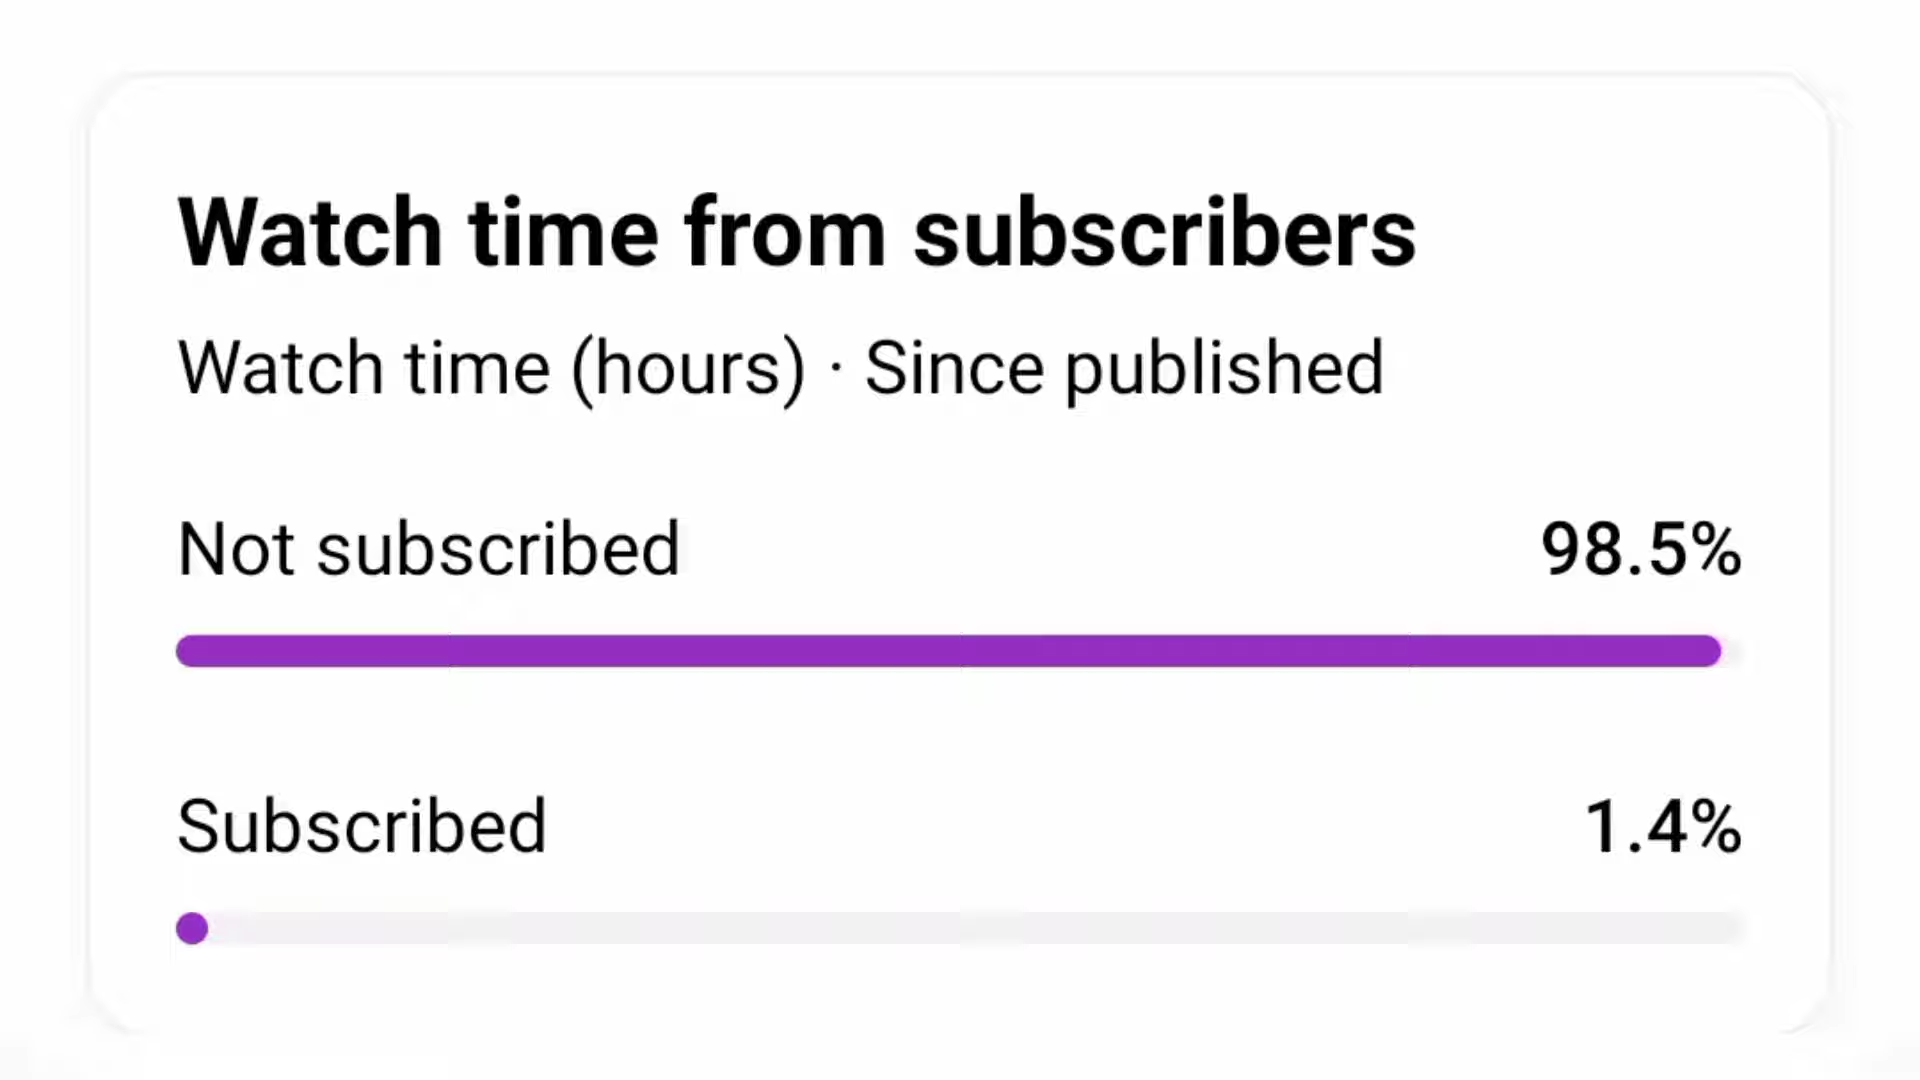 Watch time from subscribers
Watch time (hours) · Since published
Not subscribed 98.5%
Subscribed 1.4%